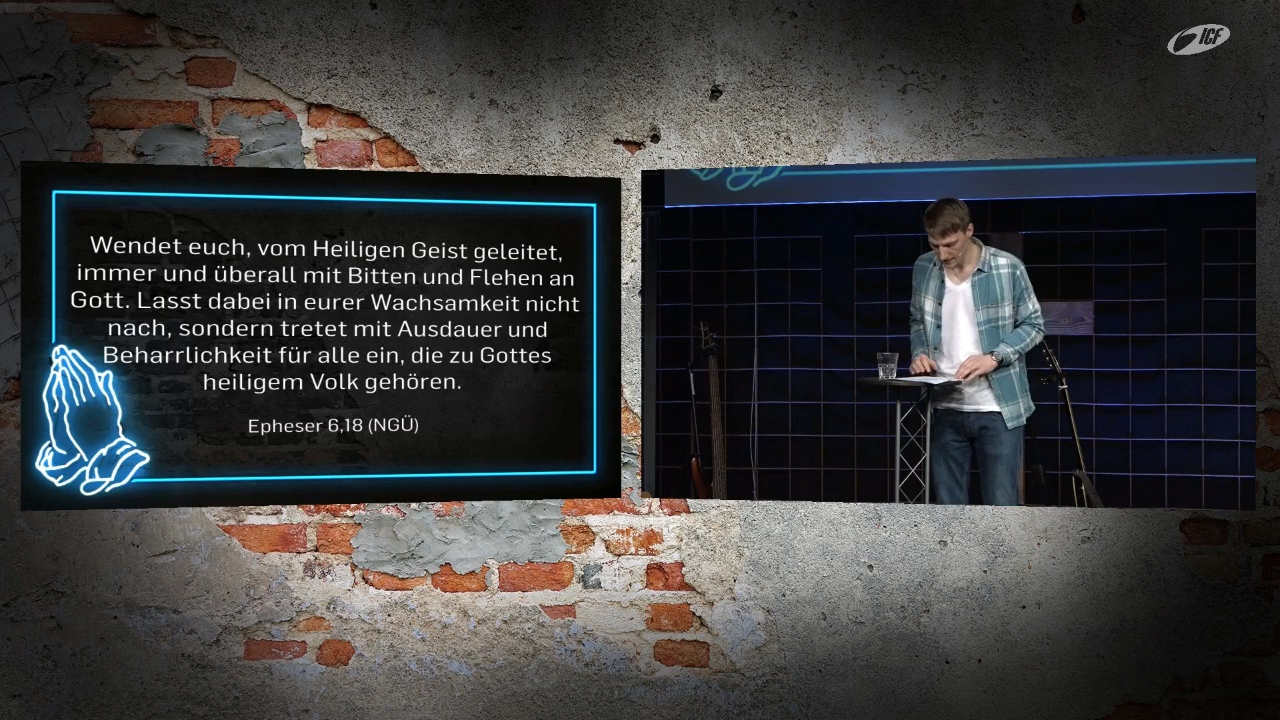 ICF
Wendet euch, vom Heiligen Geist geleitet,
immer und überall mit Bitten und Flehen an
Gott. Lasst dabei in eurer Wachsamkeit nicht
nach, sondern tretet mit Ausdauer und
Beharrlichkeit für alle ein, die zu Gottes
heiligem Volk gehören.
Epheser 6,18 (NGÜ)